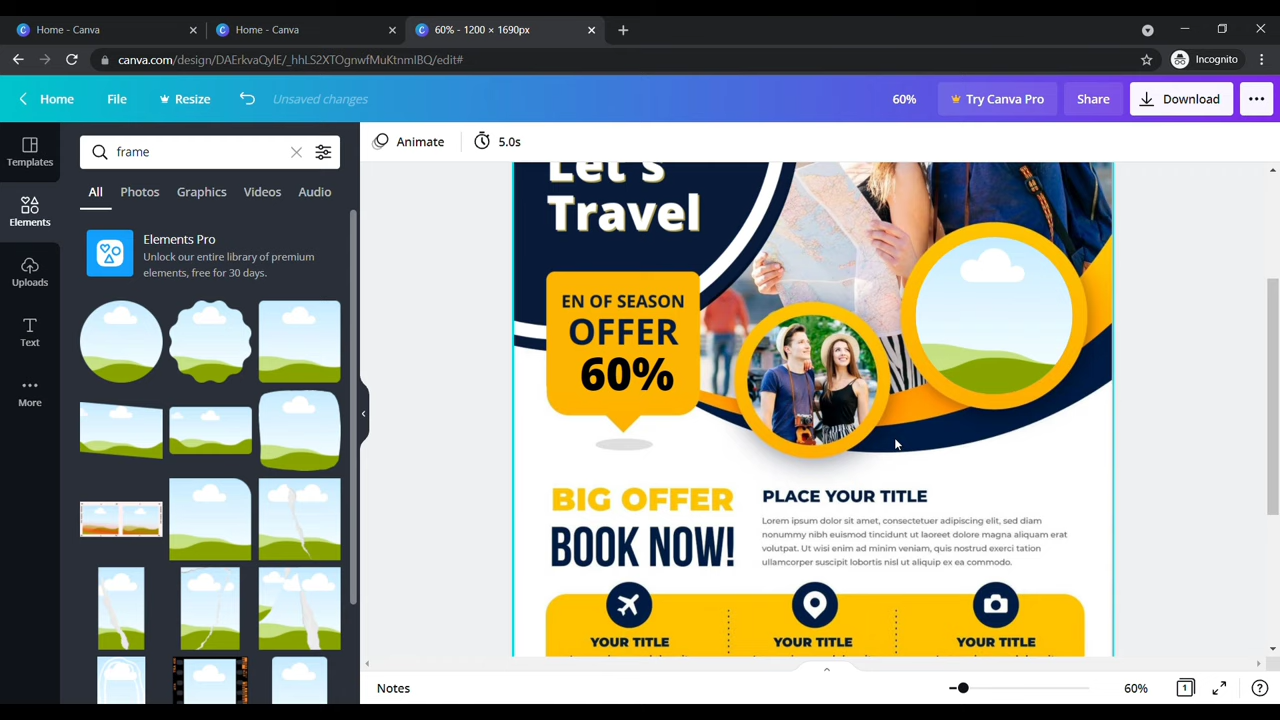 Home - Canva
Home - Canva
60% - 1200 × 1690px
canva.com/design/DAErkvaQylE/_hhLS2XTOgnwfMuKtnmIBQ/edit#
Incognito
Home
File
Resize
Unsaved changes
60%
Try Canva Pro
Share
Download
Templates
Elements
Uploads
Text
More
frame
All
Photos
Graphics
Videos
Audio
Elements Pro
Unlock our entire library of premium
elements, free for 30 days.
Animate
5.0s
Let's
Travel
EN OF SEASON
OFFER
60%
BIG OFFER
BOOK NOW!
PLACE YOUR TITLE
Lorem ipsum dolor sit amet, consectetuer adipiscing elit, sed diam
nonummy nibh euismod tincidunt ut laoreet dolore magna aliquam erat
volutpat. Ut wisi enim ad minim veniam, quis nostrud exerci tation
ullamcorper suscipit lobortis nisl ut aliquip ex ea commodo.
YOUR TITLE
YOUR TITLE
YOUR TITLE
Notes
60%
1